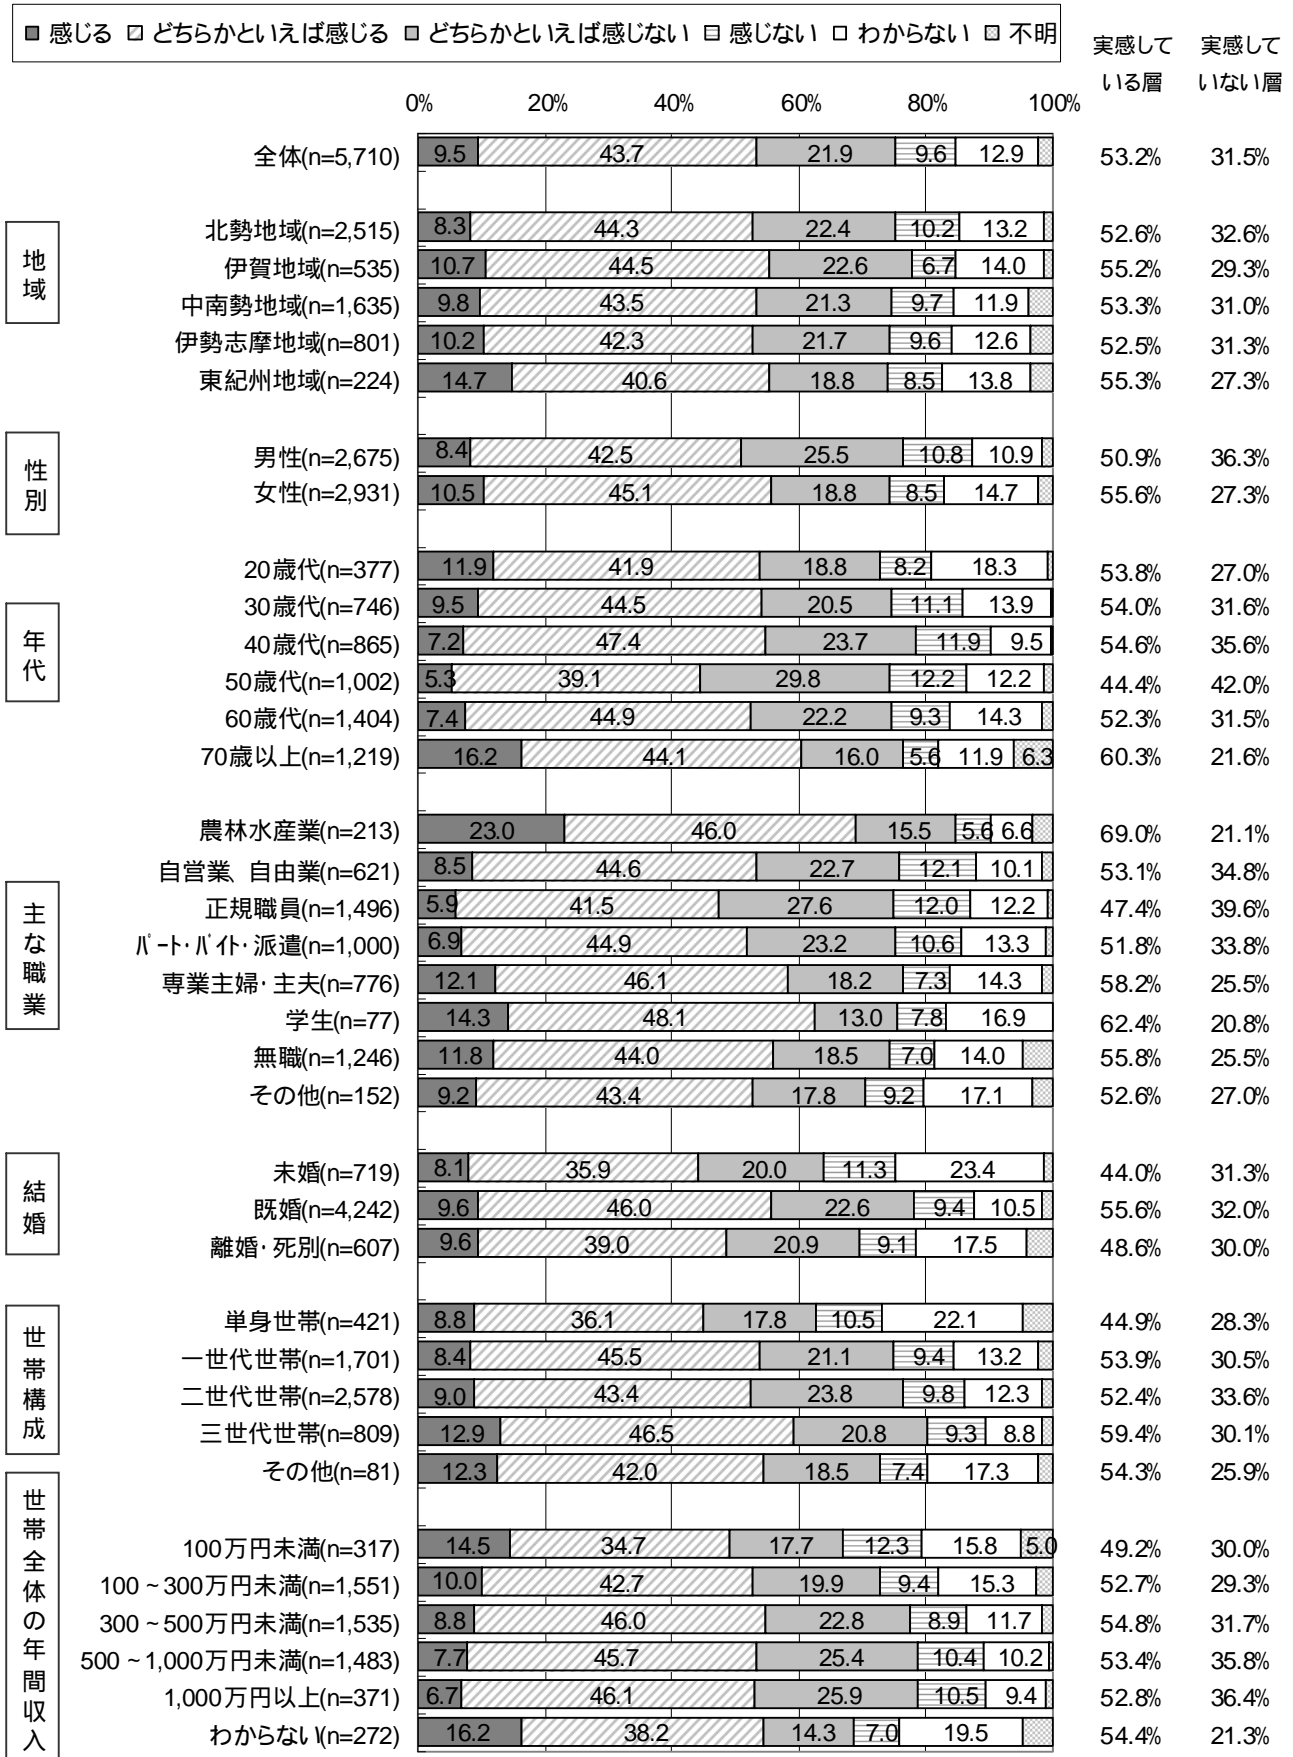 感じる どちらかといえば感じる どちらかといえば感じない 感じない わからない 不明
実感して 実感して
いる層 いない層
0% 20% 40% 60% 80% 100%
全体(n=5,710) 9.5 43.7 21.9 9.6 12.9 53.2% 31.5%
地域
北勢地域(n=2,515) 8.3 44.3 22.4 10.2 13.2 52.6% 32.6%
伊賀地域(n=535) 10.7 44.5 22.6 6.7 14.0 55.2% 29.3%
中南勢地域(n=1,635) 9.8 43.5 21.3 9.7 11.9 53.3% 31.0%
伊勢志摩地域(n=801) 10.2 42.3 21.7 9.6 12.6 52.5% 31.3%
東紀州地域(n=224) 14.7 40.6 18.8 8.5 13.8 55.3% 27.3%
性別
男性(n=2,675) 8.4 42.5 25.5 10.8 10.9 50.9% 36.3%
女性(n=2,931) 10.5 45.1 18.8 8.5 14.7 55.6% 27.3%
年代
20歳代(n=377) 11.9 41.9 18.8 8.2 18.3 53.8% 27.0%
30歳代(n=746) 9.5 44.5 20.5 11.1 13.9 54.0% 31.6%
40歳代(n=865) 7.2 47.4 23.7 11.9 9.5 54.6% 35.6%
50歳代(n=1,002) 5.3 39.1 29.8 12.2 12.2 44.4% 42.0%
60歳代(n=1,404) 7.4 44.9 22.2 9.3 14.3 52.3% 31.5%
70歳以上(n=1,219) 16.2 44.1 16.0 5.6 11.9 6.3 60.3% 21.6%
主な職業
農林水産業(n=213) 23.0 46.0 15.5 5.6 6.6 69.0% 21.1%
自営業、自由業(n=621) 8.5 44.6 22.7 12.1 10.1 53.1% 34.8%
正規職員(n=1,496) 5.9 41.5 27.6 12.0 12.2 47.4% 39.6%
ﾊﾟｰﾄ･ﾊﾞｲﾄ･派遣(n=1,000) 6.9 44.9 23.2 10.6 13.3 51.8% 33.8%
専業主婦･主夫(n=776) 12.1 46.1 18.2 7.3 14.3 58.2% 25.5%
学生(n=77) 14.3 48.1 13.0 7.8 16.9 62.4% 20.8%
無職(n=1,246) 11.8 44.0 18.5 7.0 14.0 55.8% 25.5%
その他(n=152) 9.2 43.4 17.8 9.2 17.1 52.6% 27.0%
結婚
未婚(n=719) 8.1 35.9 20.0 11.3 23.4 44.0% 31.3%
既婚(n=4,242) 9.6 46.0 22.6 9.4 10.5 55.6% 32.0%
離婚･死別(n=607) 9.6 39.0 20.9 9.1 17.5 48.6% 30.0%
世帯構成
単身世帯(n=421) 8.8 36.1 17.8 10.5 22.1 44.9% 28.3%
一世代世帯(n=1,701) 8.4 45.5 21.1 9.4 13.2 53.9% 30.5%
二世代世帯(n=2,578) 9.0 43.4 23.8 9.8 12.3 52.4% 33.6%
三世代世帯(n=809) 12.9 46.5 20.8 9.3 8.8 59.4% 30.1%
その他(n=81) 12.3 42.0 18.5 7.4 17.3 54.3% 25.9%
世帯全体の年間収入
100万円未満(n=317) 14.5 34.7 17.7 12.3 15.8 5.0 49.2% 30.0%
100~300万円未満(n=1,551) 10.0 42.7 19.9 9.4 15.3 52.7% 29.3%
300~500万円未満(n=1,535) 8.8 46.0 22.8 8.9 11.7 54.8% 31.7%
500~1,000万円未満(n=1,483) 7.7 45.7 25.4 10.4 10.2 53.4% 35.8%
1,000万円以上(n=371) 6.7 46.1 25.9 10.5 9.4 52.8% 36.4%
わからない(n=272) 16.2 38.2 14.3 7.0 19.5 54.4% 21.3%